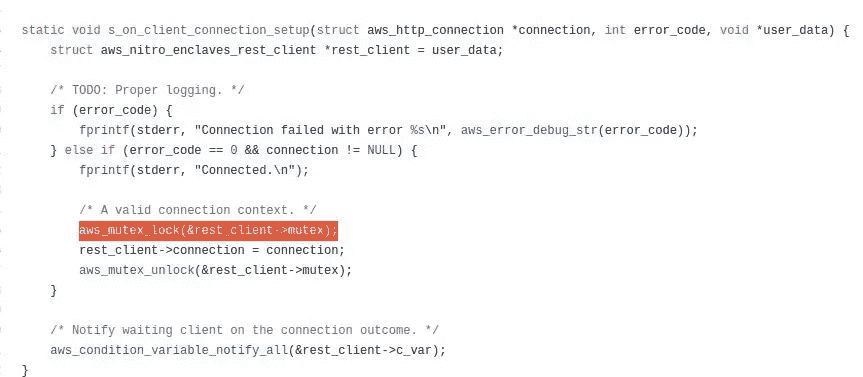 static void s_on_client_connection_setup(struct aws_http_connection *connection, int error_code, void *user_data) {
    struct aws_nitro_enclaves_rest_client *rest_client = user_data;

    /* TODO: Proper logging. */
    if (error_code) {
        fprintf(stderr, "Connection failed with error %s\n", aws_error_debug_str(error_code));
    } else if (error_code == 0 && connection != NULL) {
        fprintf(stderr, "Connected.\n");

        /* A valid connection context. */
        aws_mutex_lock(&rest_client->mutex);
        rest_client->connection = connection;
        aws_mutex_unlock(&rest_client->mutex);
    }

    /* Notify waiting client on the connection outcome. */
    aws_condition_variable_notify_all(&rest_client->c_var);
}